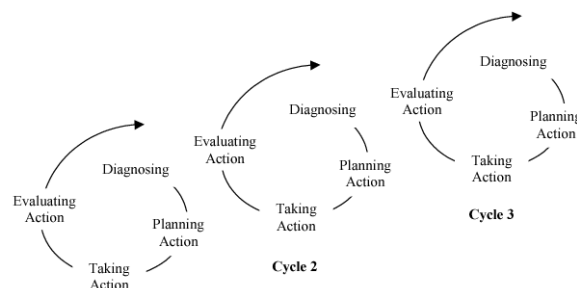 Diagnosing
Planning
Action
Taking
Action
Evaluating
Action
Diagnosing
Planning
Action
Taking
Action
Evaluating
Action
Cycle 2
Diagnosing
Planning
Action
Taking
Action
Evaluating
Action
Cycle 3